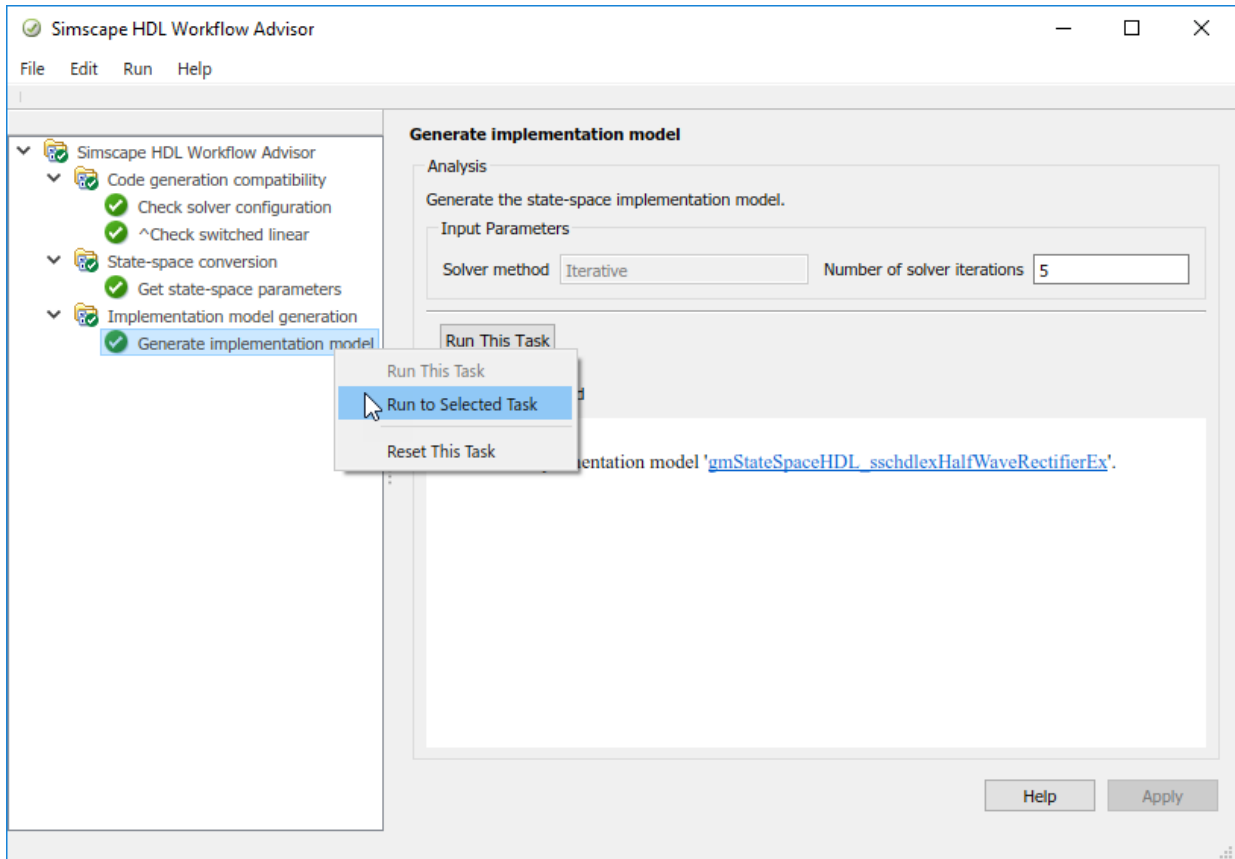 Simscape HDL Workflow Advisor
File Edit Run Help
Simscape HDL Workflow Advisor
Code generation compatibility
Check solver configuration
^Check switched linear
State-space conversion
Get state-space parameters
Implementation model generation
Generate implementation model
Generate implementation model
Analysis
Generate the state-space implementation model.
Input Parameters
Solver method Iterative Number of solver iterations 5
Run This Task
Run This Task
Run to Selected Task
Reset This Task
model 'gmStateSpaceHDL_sschdlexHalfWaveRectifierEx'.
Help Apply